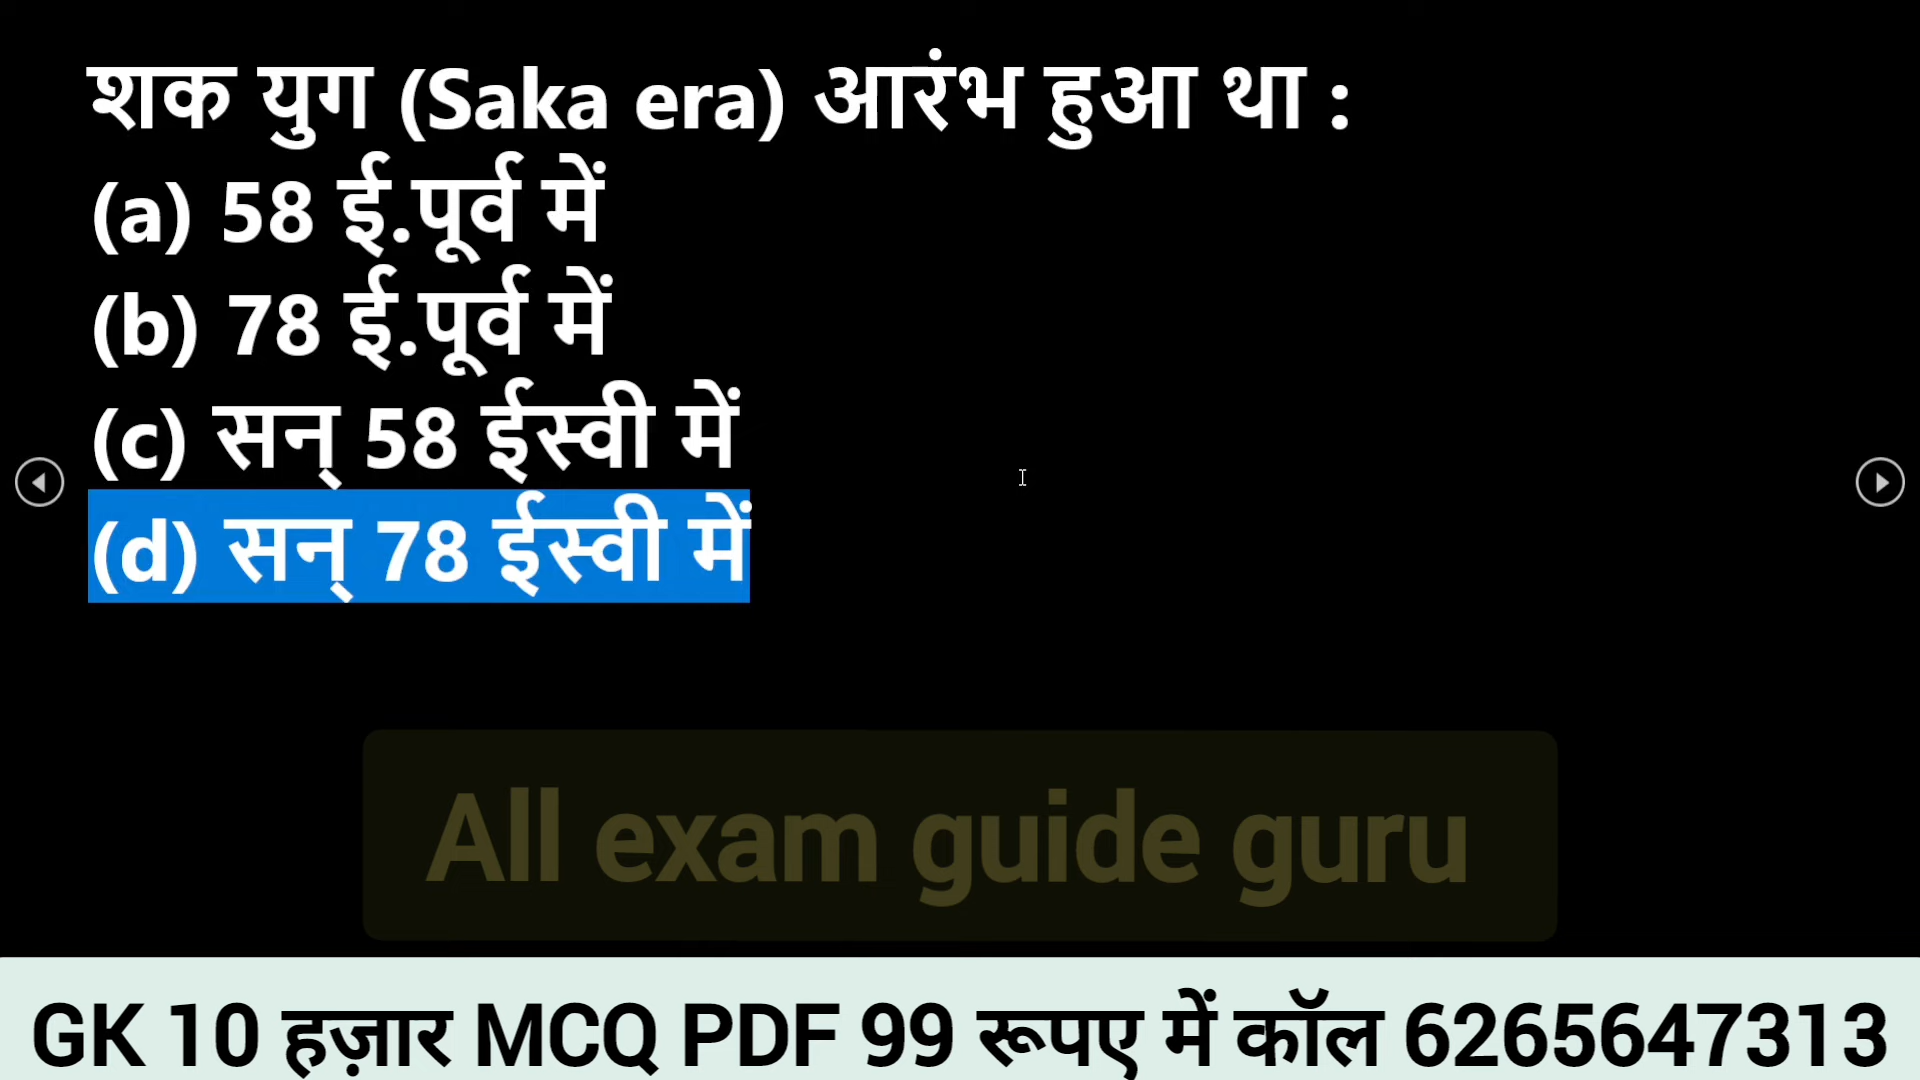 शक युग (Saka era) आरंभ हुआ था :
(a) 58 ई.पूर्व में
(b) 78 ई.पूर्व में
(c) सन् 58 ईस्वी में
(d) सन् 78 ईस्वी में
All exam guide guru
GK 10 हज़ार MCQ PDF 99 रूपए में कॉल 6265647313